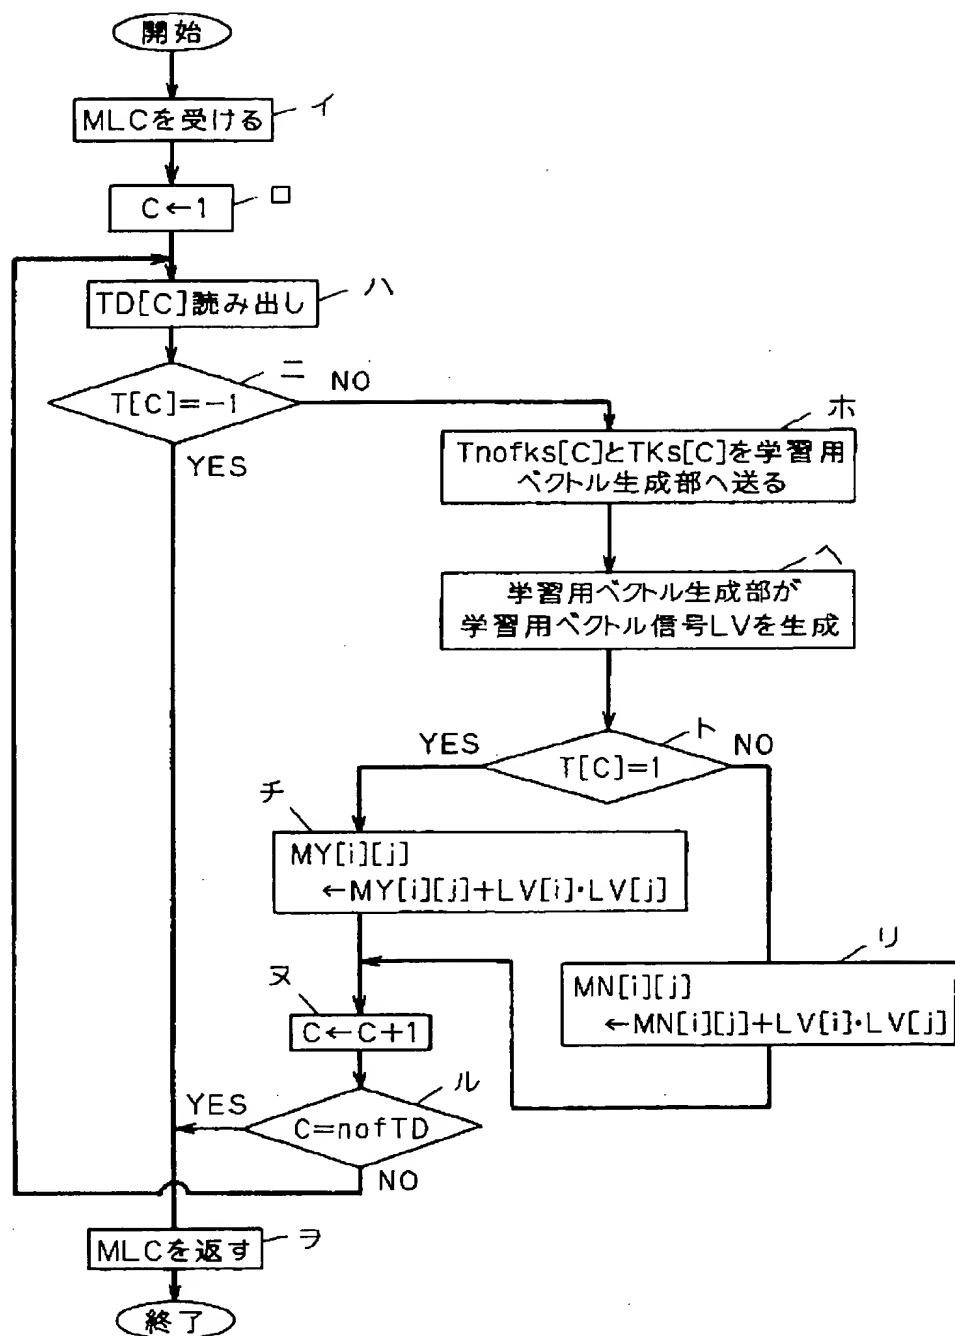 開始
MLCを受ける
イ
C←1
ロ
TD[C]読み出し
ハ
T[C]=-1
ニ
NO
YES
Tnofks[C]とTKs[C]を学習用
ベクトル生成部へ送る
ホ
学習用ベクトル生成部が
学習用ベクトル信号LVを生成
ヘ
T[C]=1
ト
YES
NO
チ
MY[i][j]
←MY[i][j]+LV[i]·LV[j]
リ
MN[i][j]
←MN[i][j]+LV[i]·LV[j]
ヌ
C←C+1
ル
C=nofTD
YES
NO
MLCを返す
ヲ
終了